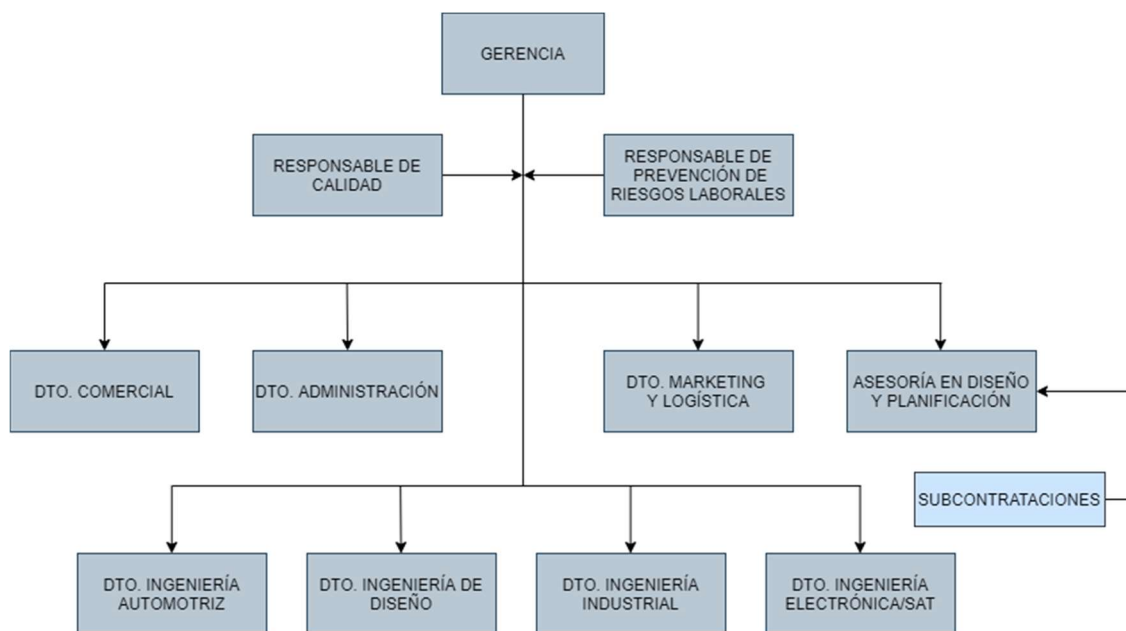 GERENCIA
RESPONSABLE DE
CALIDAD
RESPONSABLE DE
PREVENCIÓN DE
RIESGOS LABORALES
DTO. COMERCIAL
DTO. ADMINISTRACIÓN
DTO. MARKETING
Y LOGÍSTICA
ASESORÍA EN DISEÑO
Y PLANIFICACIÓN
SUBCONTRATACIONES
DTO. INGENIERÍA
AUTOMOTRIZ
DTO. INGENIERÍA DE
DISEÑO
DTO. INGENIERÍA
INDUSTRIAL
DTO. INGENIERÍA
ELECTRÓNICA/SAT